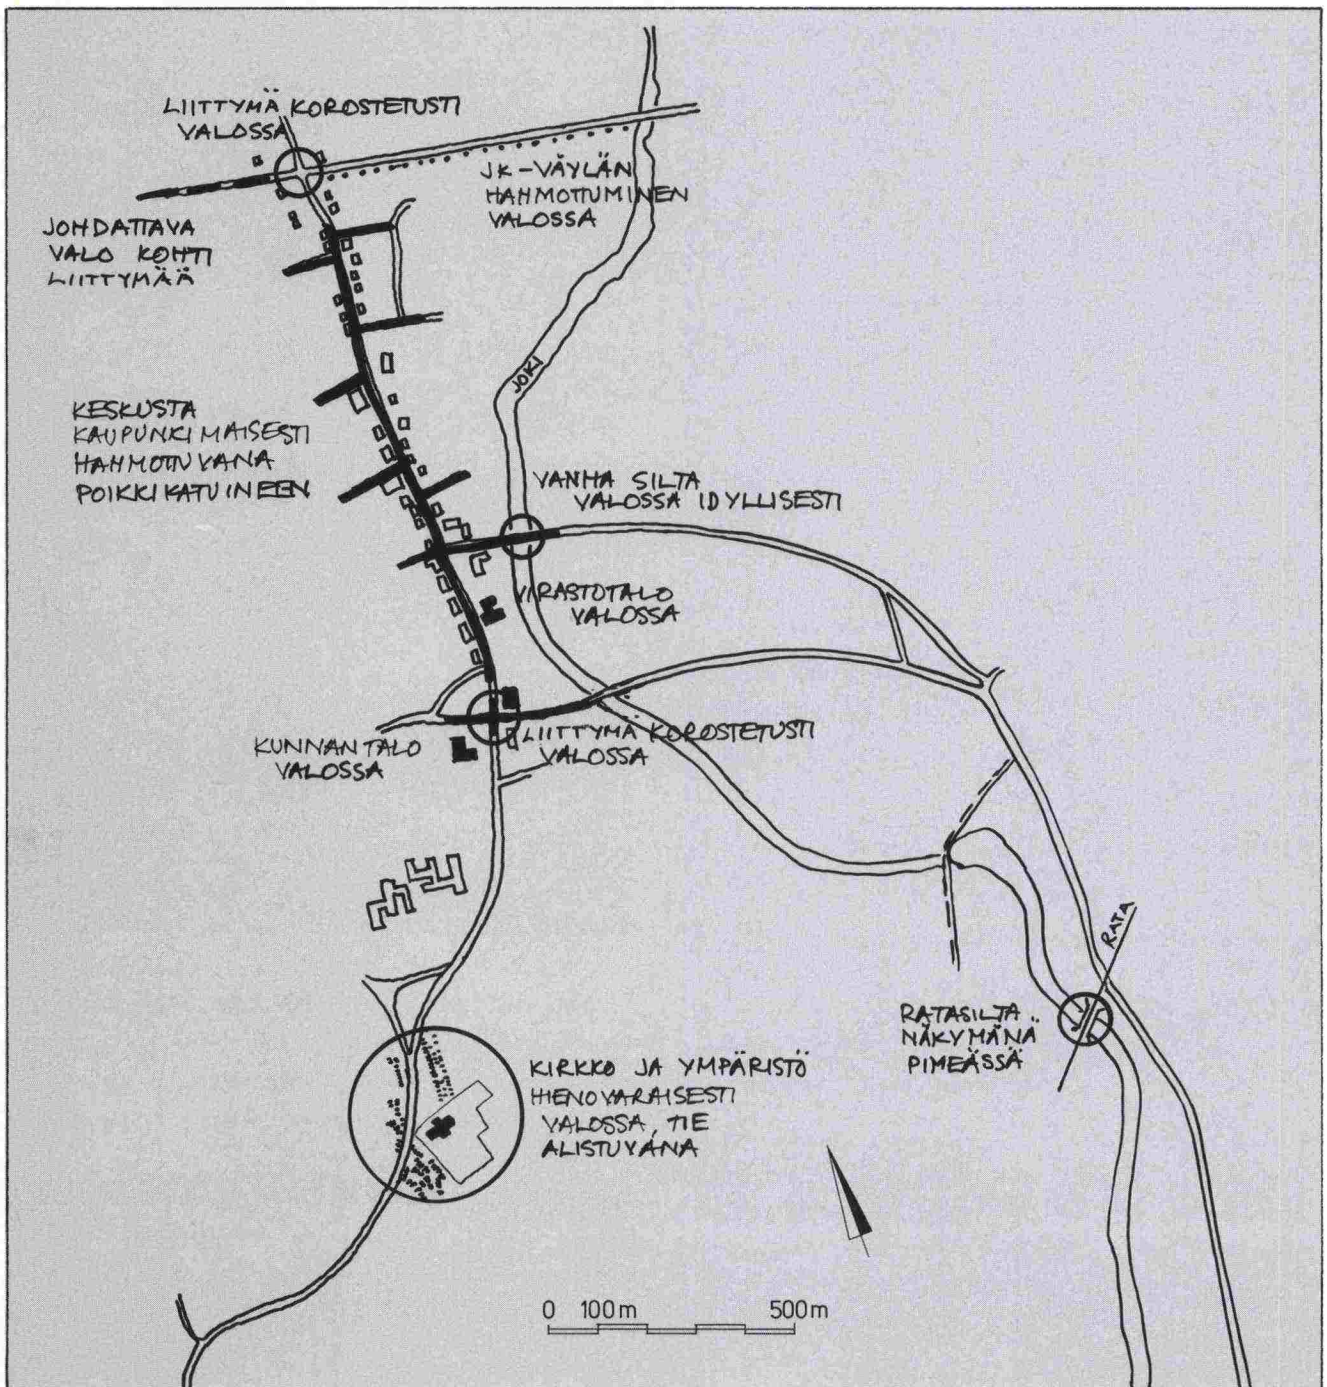 LIITTYMÄ KOROSTETUSTI
VALOSSA
JK-VÄYLÄN
HAHMOTTUMINEN
VALOSSA
JOHDATTAVA
VALO KOHTI
LIITTYMÄÄ
JOKI
KESKUSTA
KAUPUNKIMAISESTI
HAHMOTTUVANA
POIKKIKATUINEEN
VANHA SILTA
VALOSSA IDYLLISESTI
VIRASTOTALO
VALOSSA
KUNNANTALO
VALOSSA
LIITTYMÄ KOROSTETUSTI
VALOSSA
RATA
RATASILTA
NÄKYMÄNÄ
PIMEÄSSÄ
KIRKKO JA YMPÄRISTÖ
HIENOVARAISESTI
VALOSSA, TIE
ALISTUVANA
0 100m 500m